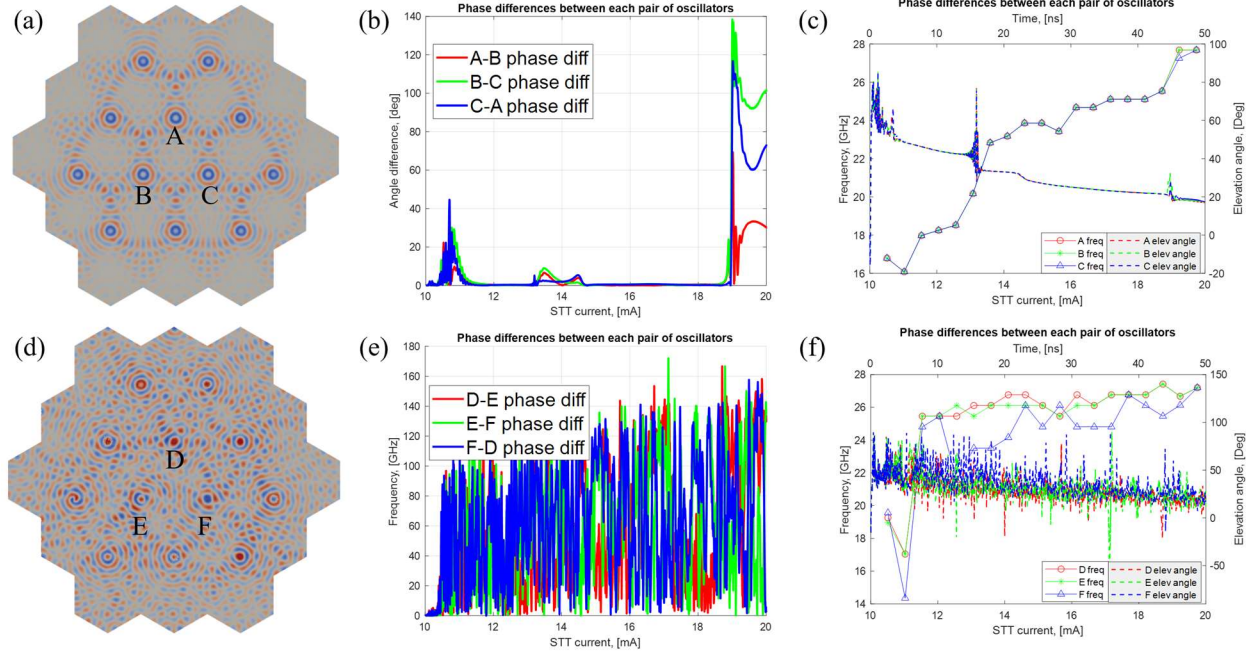 (a)
A
B
C
(b)
Phase differences between each pair of oscillators
A-B phase diff
B-C phase diff
C-A phase diff
Angle difference, [deg]
140
120
100
80
60
40
20
0
10
12
14
16
18
20
STT current, [mA]
(c)
Phase differences between each pair of oscillators
Time, [ns]
0
10
20
30
40
50
Frequency, [GHz]
28
26
24
22
20
18
16
100
80
60
40
20
0
-20
Elevation angle, [Deg]
A freq
B freq
C freq
A elev angle
B elev angle
C elev angle
10
12
14
16
18
20
STT current, [mA]
(d)
D
E
F
(e)
Phase differences between each pair of oscillators
D-E phase diff
E-F phase diff
F-D phase diff
Frequency, [GHz]
180
160
140
120
100
80
60
40
20
0
10
12
14
16
18
20
STT current, [mA]
(f)
Phase differences between each pair of oscillators
Time, [ns]
0
10
20
30
40
50
Frequency, [GHz]
28
26
24
22
20
18
16
14
150
100
50
0
-50
Elevation angle, [Deg]
D freq
E freq
F freq
D elev angle
E elev angle
F elev angle
10
12
14
16
18
20
STT current, [mA]